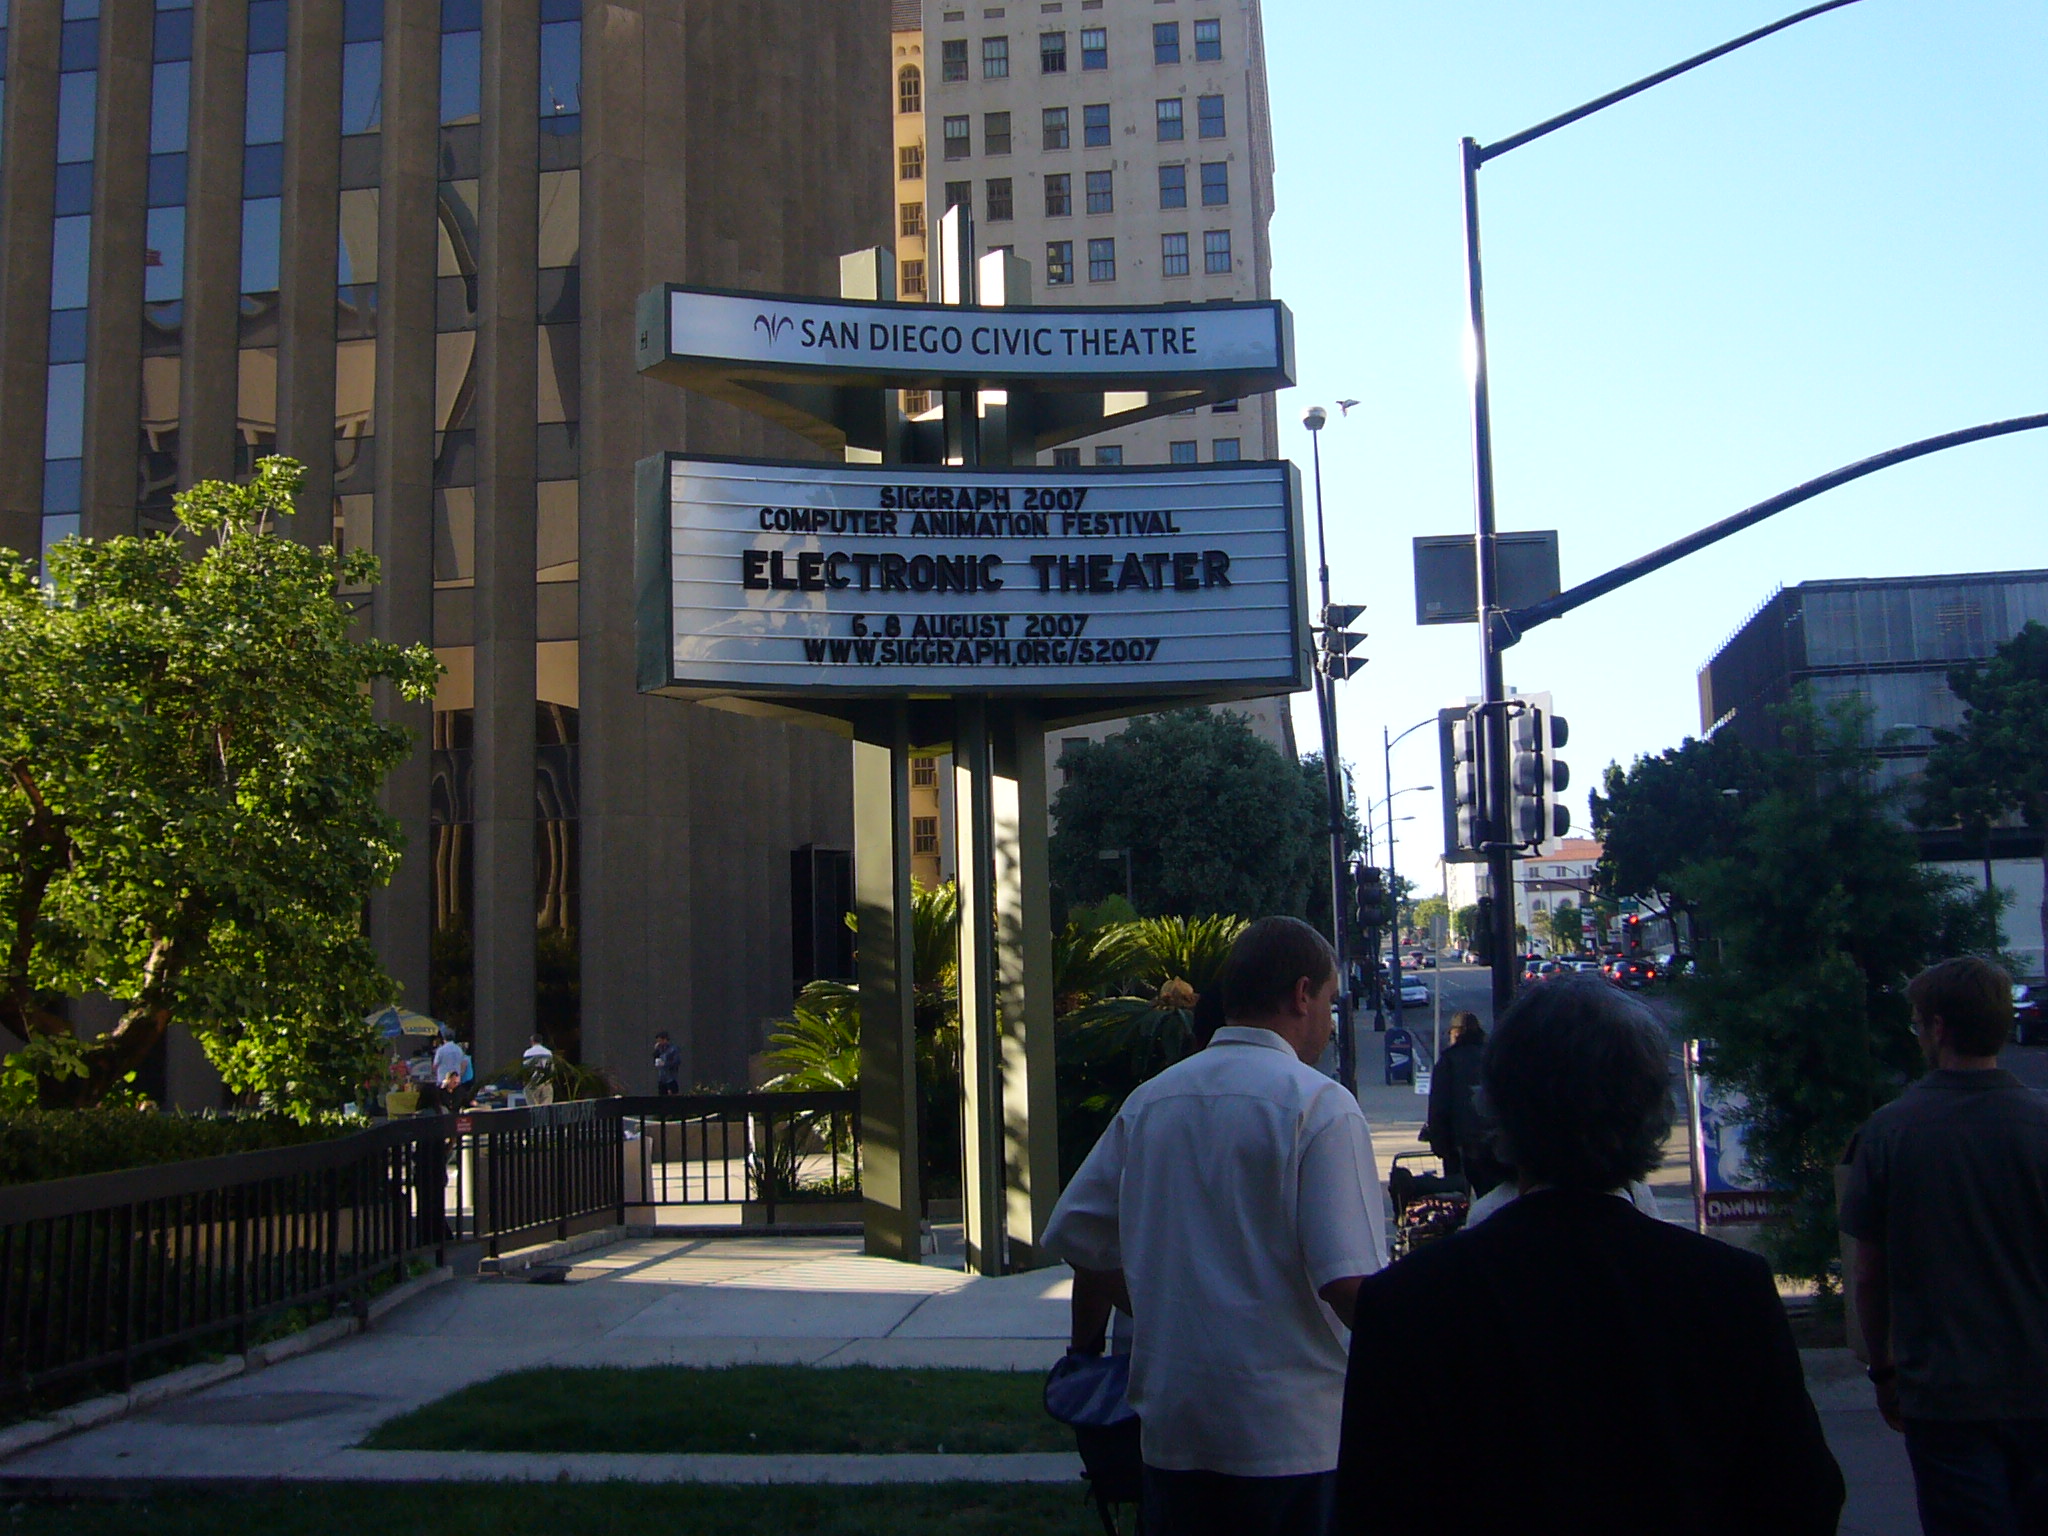 SAN DIEGO CIVIC THEATRE
SIGGRAPH 2007
COMPUTER ANIMATION FESTIVAL
ELECTRONIC THEATER
6-8 AUGUST 2007
WWW.SIGGRAPH.ORG/S2007